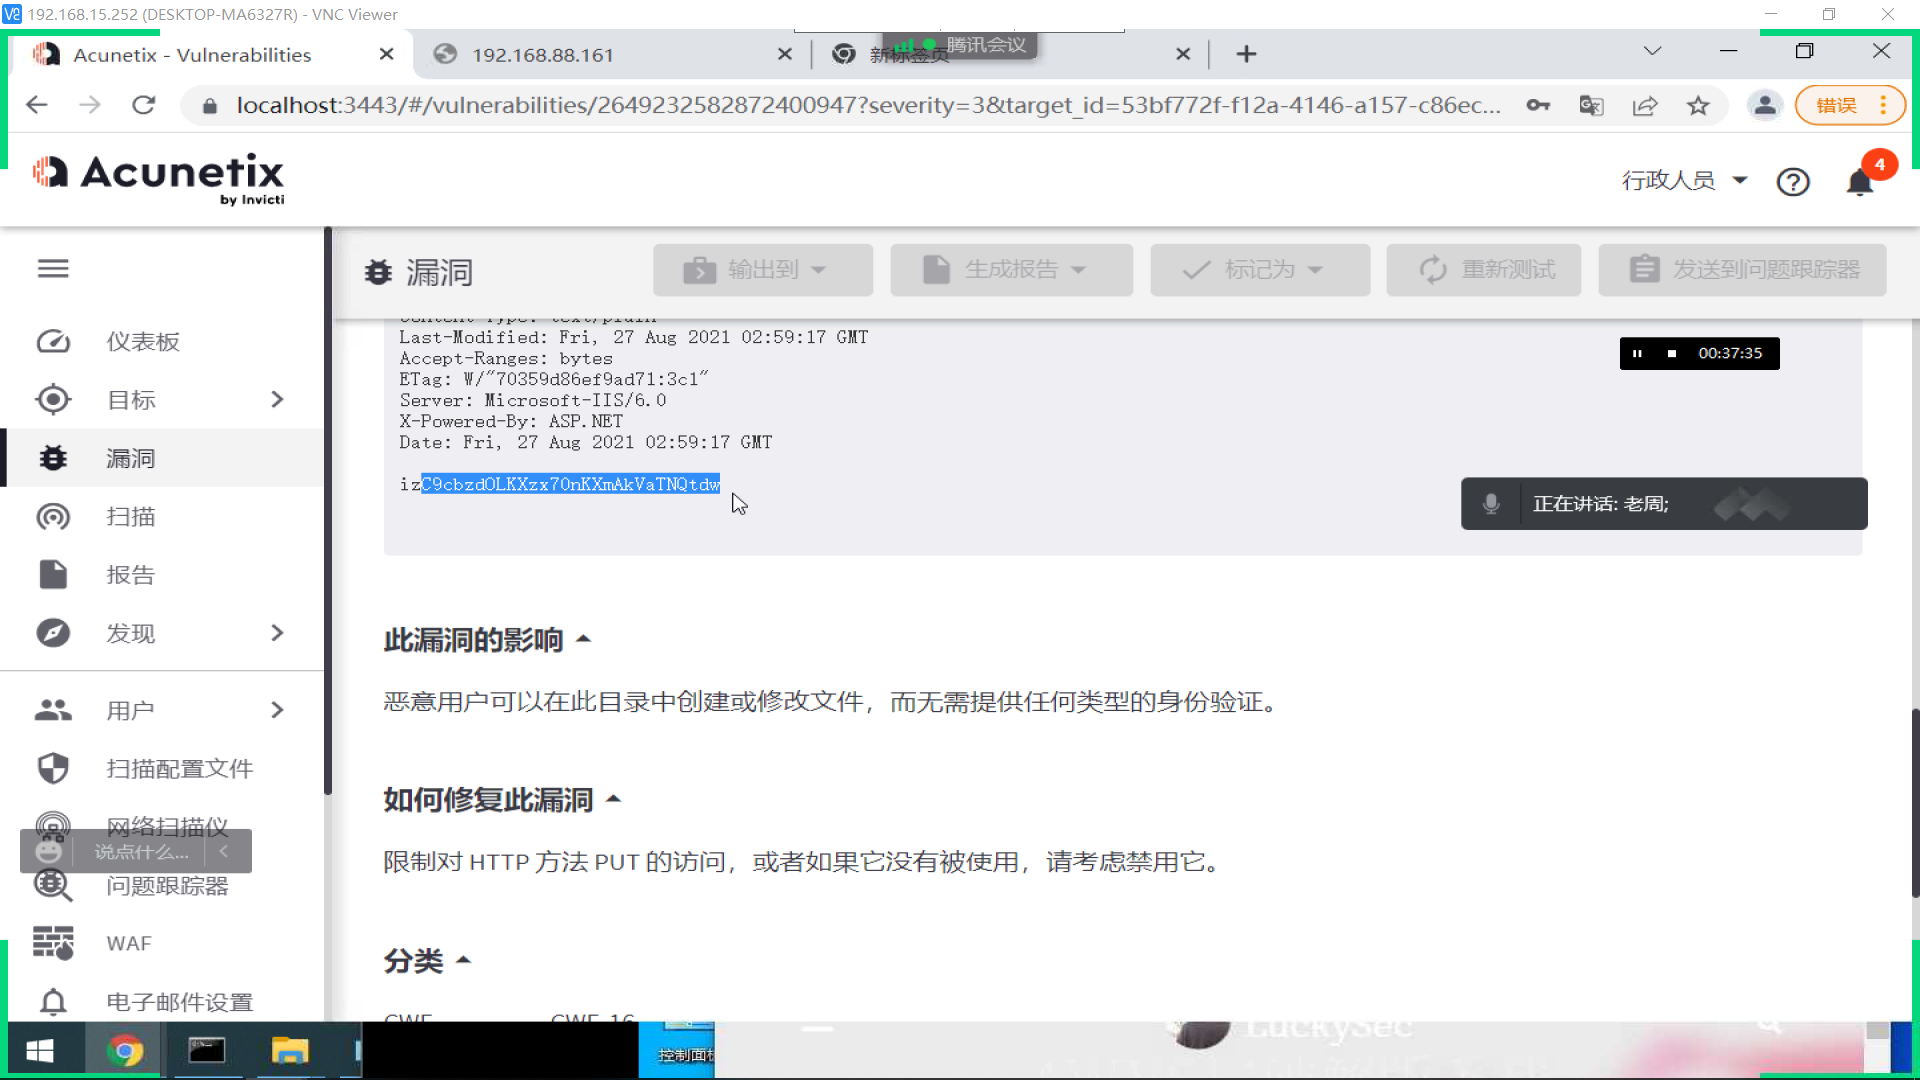 192.168.15.252 (DESKTOP-MA6327R) - VNC Viewer
Acunetix - Vulnerabilities
192.168.88.161
新标签页
腾讯会议
localhost:3443/#/vulnerabilities/2649232582872400947?severity=3&target_id=53bf772f-f12a-4146-a157-c86ec...
错误
Acunetix
by Invicti
行政人员
4
漏洞
输出到
生成报告
标记为
重新测试
发送到问题跟踪器
仪表板
目标
漏洞
扫描
报告
发现
用户
扫描配置文件
网络扫描仪
说点什么...
问题跟踪器
WAF
电子邮件设置
Content-Type: text/plain
Last-Modified: Fri, 27 Aug 2021 02:59:17 GMT
Accept-Ranges: bytes
ETag: W/"70359d86ef9ad71:3c1"
Server: Microsoft-IIS/6.0
X-Powered-By: ASP.NET
Date: Fri, 27 Aug 2021 02:59:17 GMT
izC9cbzdOLKXzx70nKXmAkVaTNQtdw
00:37:35
正在讲话: 老周;
此漏洞的影响
恶意用户可以在此目录中创建或修改文件，而无需提供任何类型的身份验证。
如何修复此漏洞
限制对 HTTP 方法 PUT 的访问，或者如果它没有被使用，请考虑禁用它。
分类
CWE
CWE-16
控制面板
LuckySec